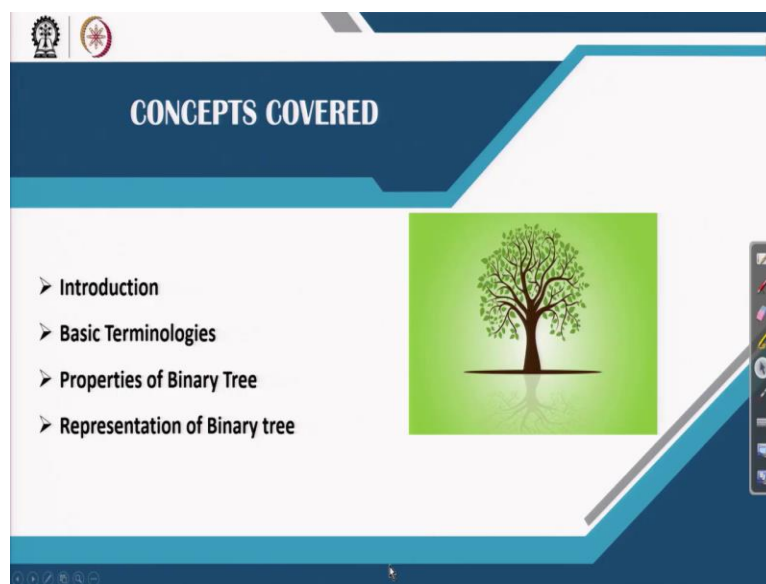 CONCEPTS COVERED
Introduction
Basic Terminologies
Properties of Binary Tree
Representation of Binary tree